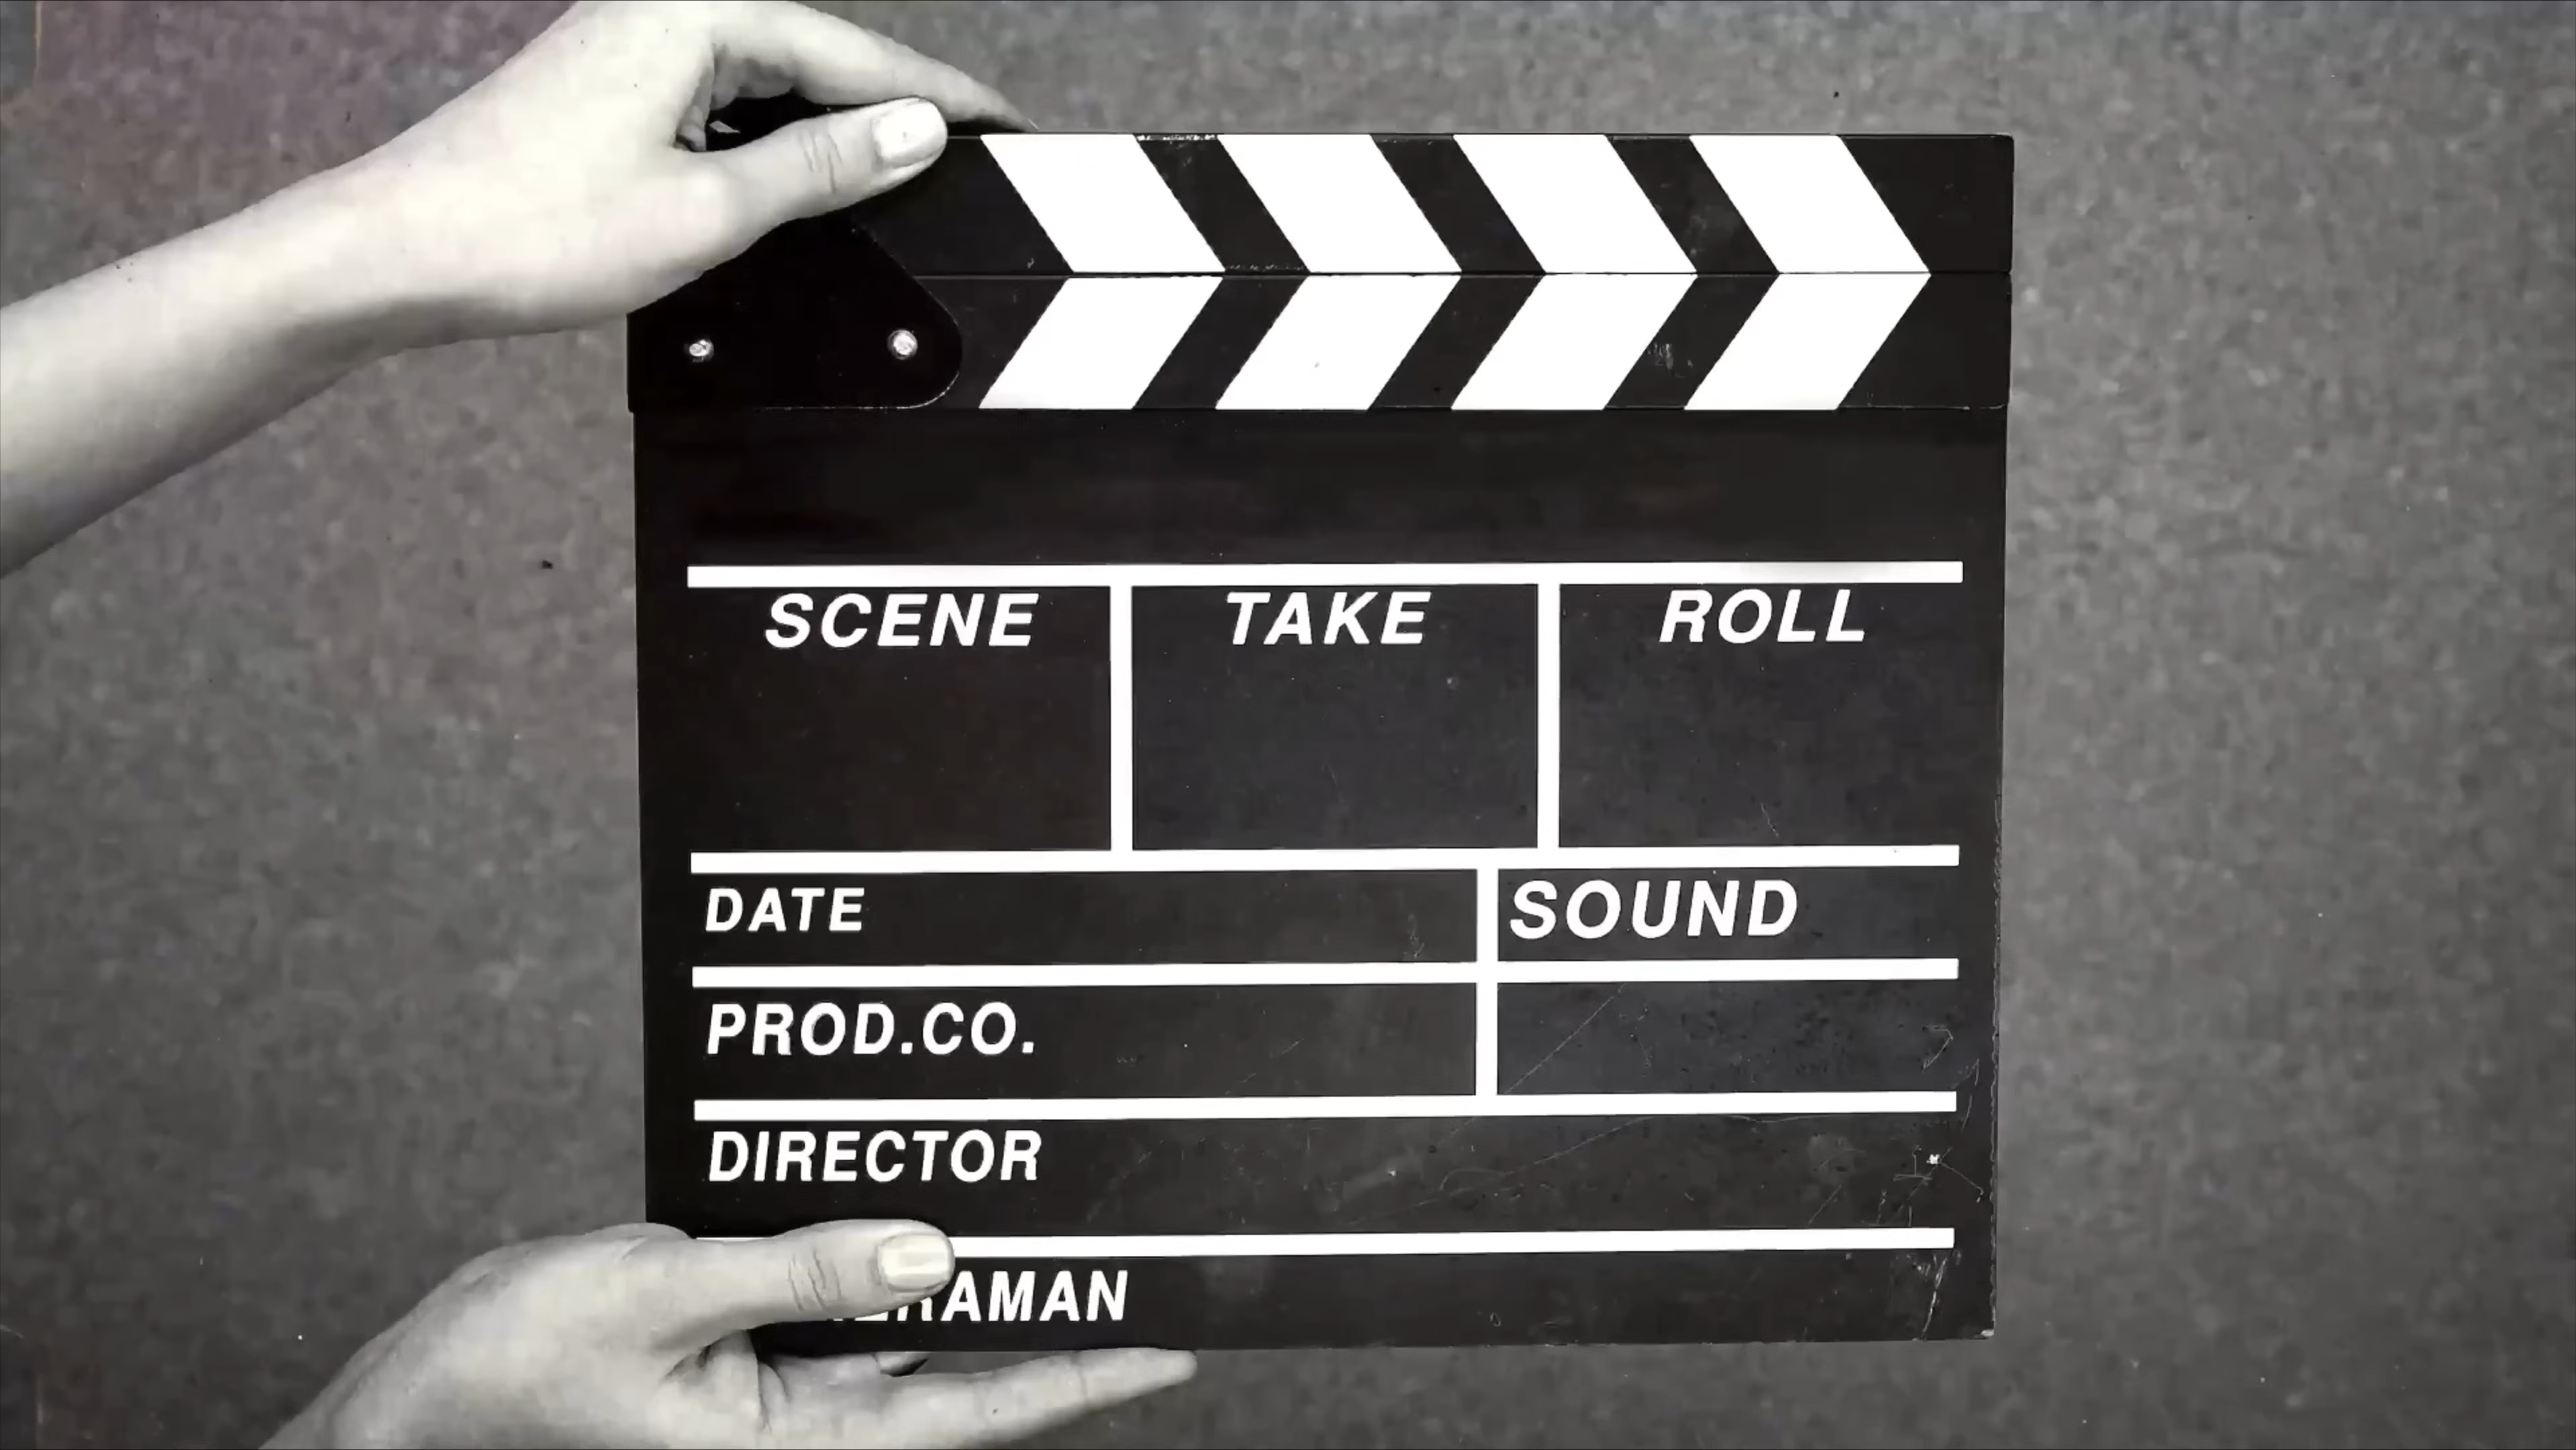 SCENE TAKE ROLL
DATE SOUND
PROD.CO.
DIRECTOR